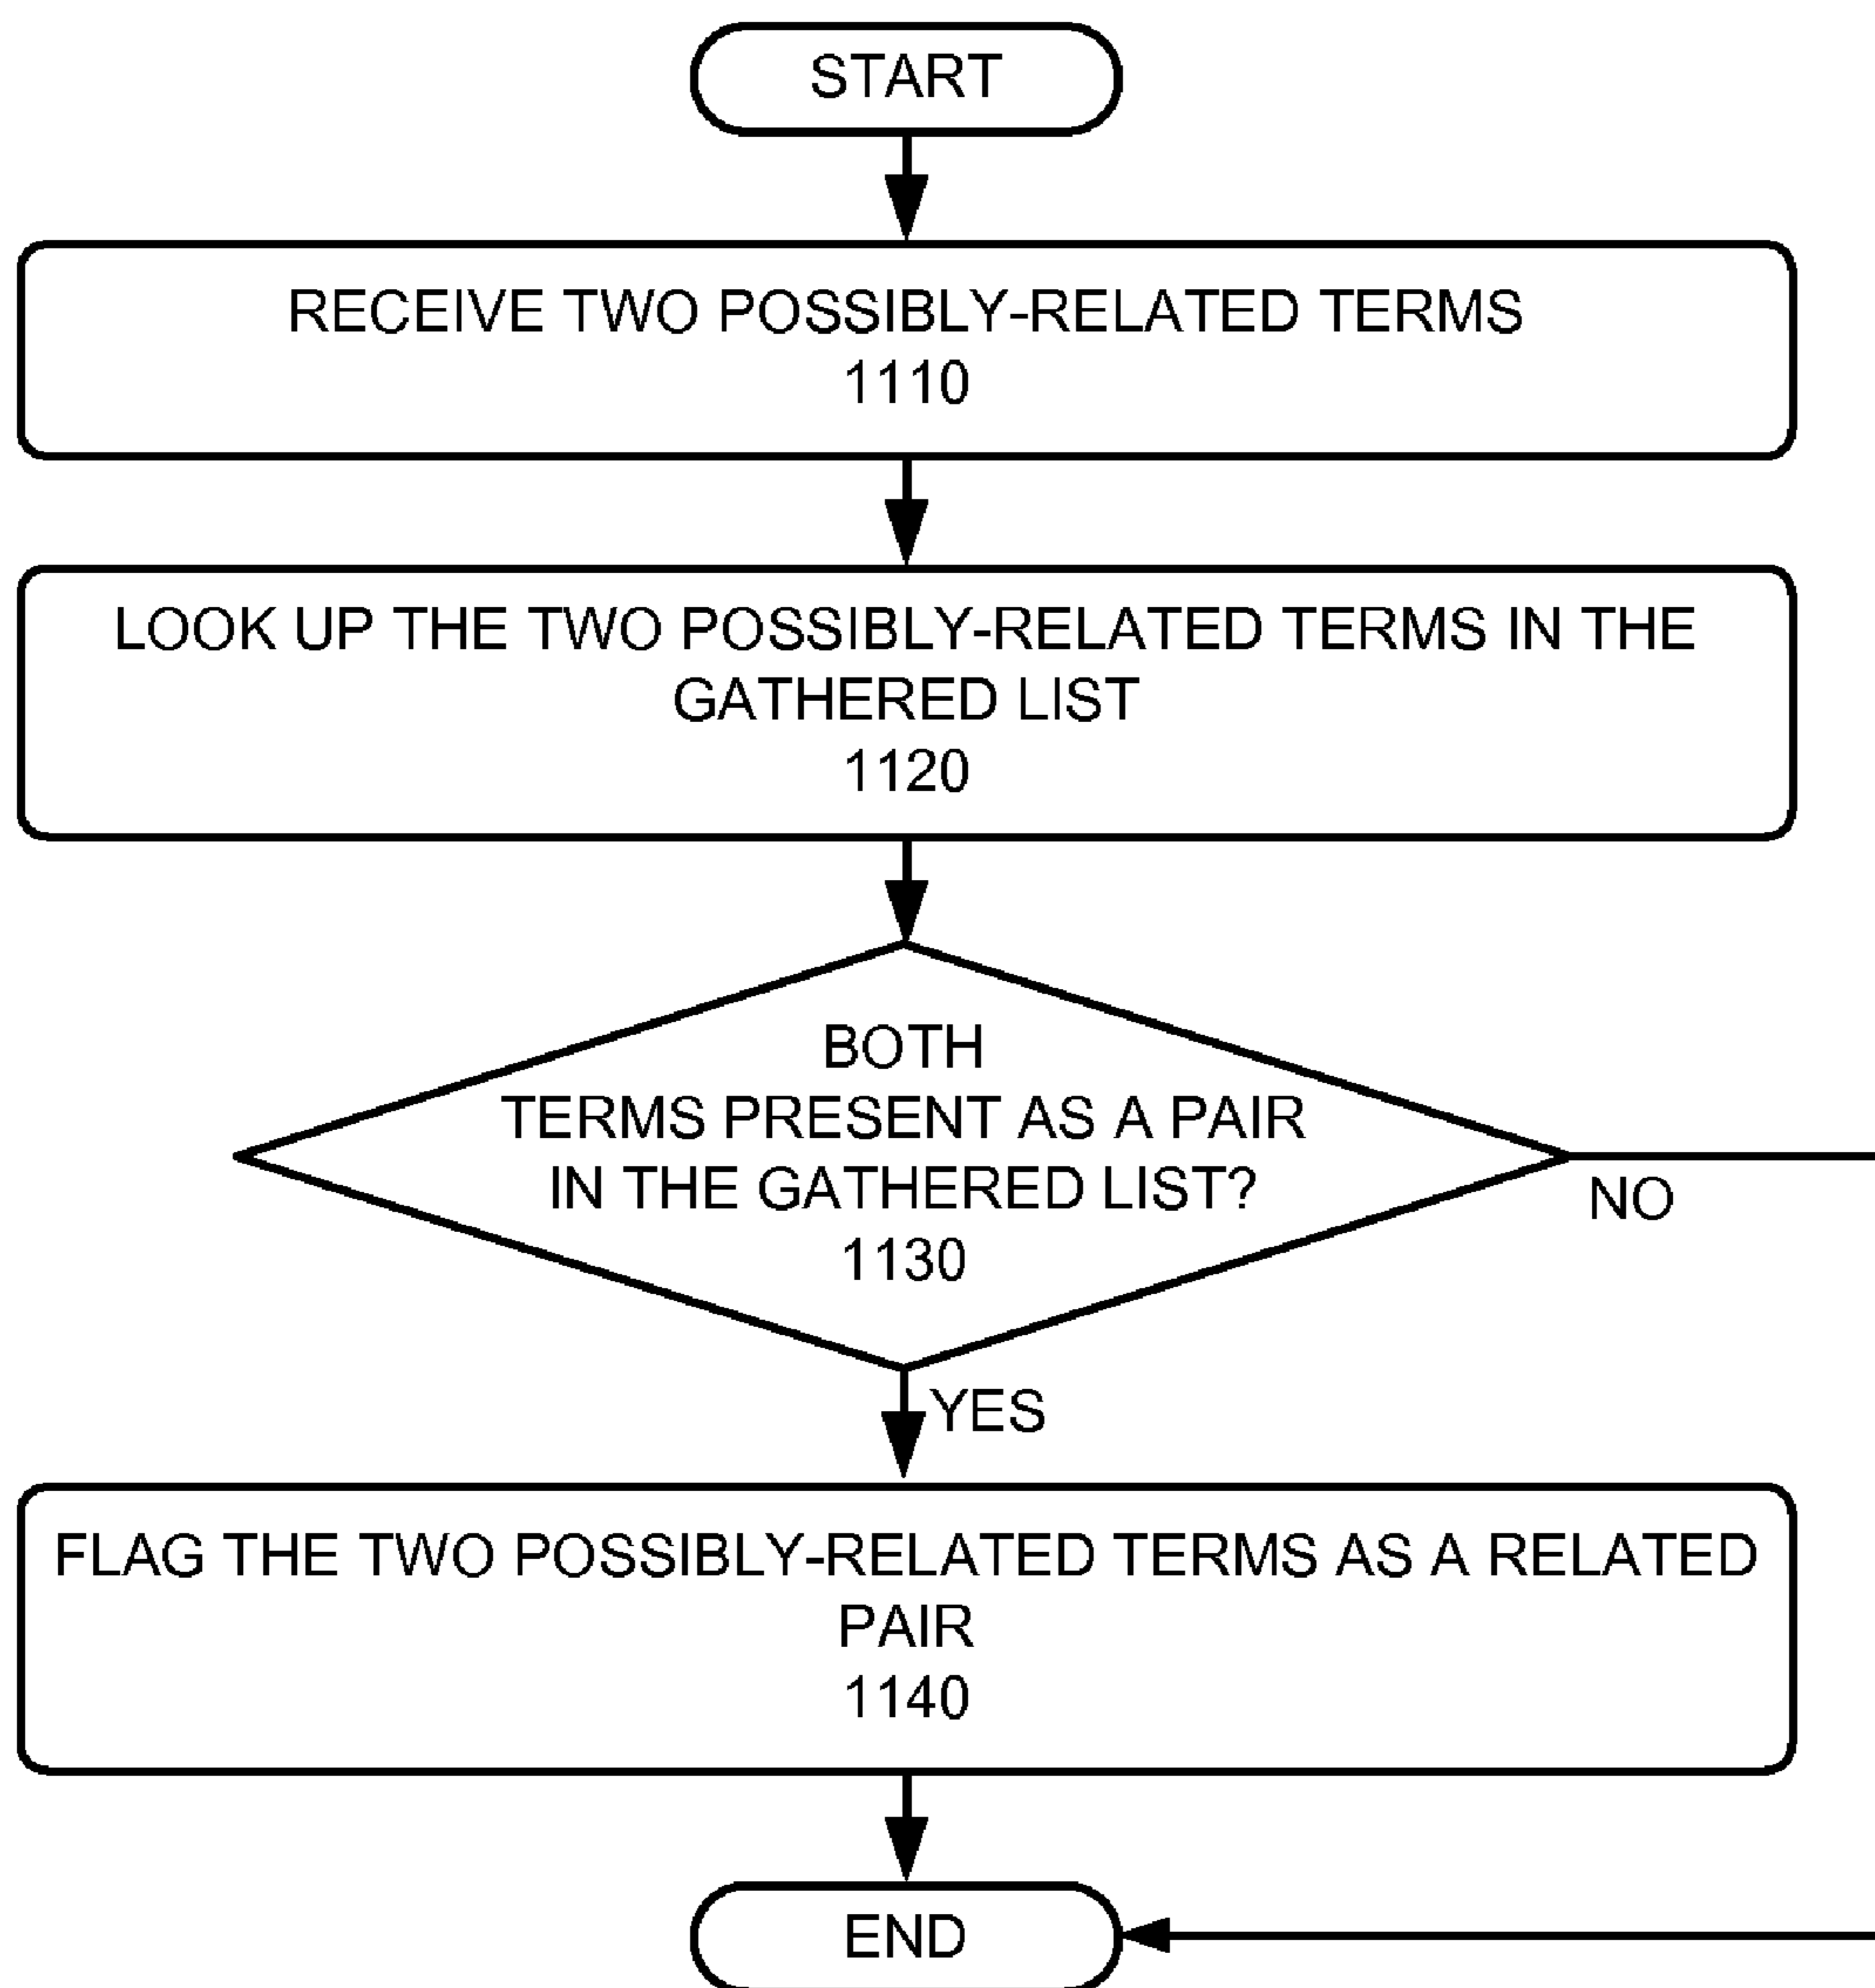 START
RECEIVE TWO POSSIBLY-RELATED TERMS
1110
LOOK UP THE TWO POSSIBLY-RELATED TERMS IN THE
GATHERED LIST
1120
BOTH
TERMS PRESENT AS A PAIR
IN THE GATHERED LIST?
1130
NO
YES
FLAG THE TWO POSSIBLY-RELATED TERMS AS A RELATED
PAIR
1140
END